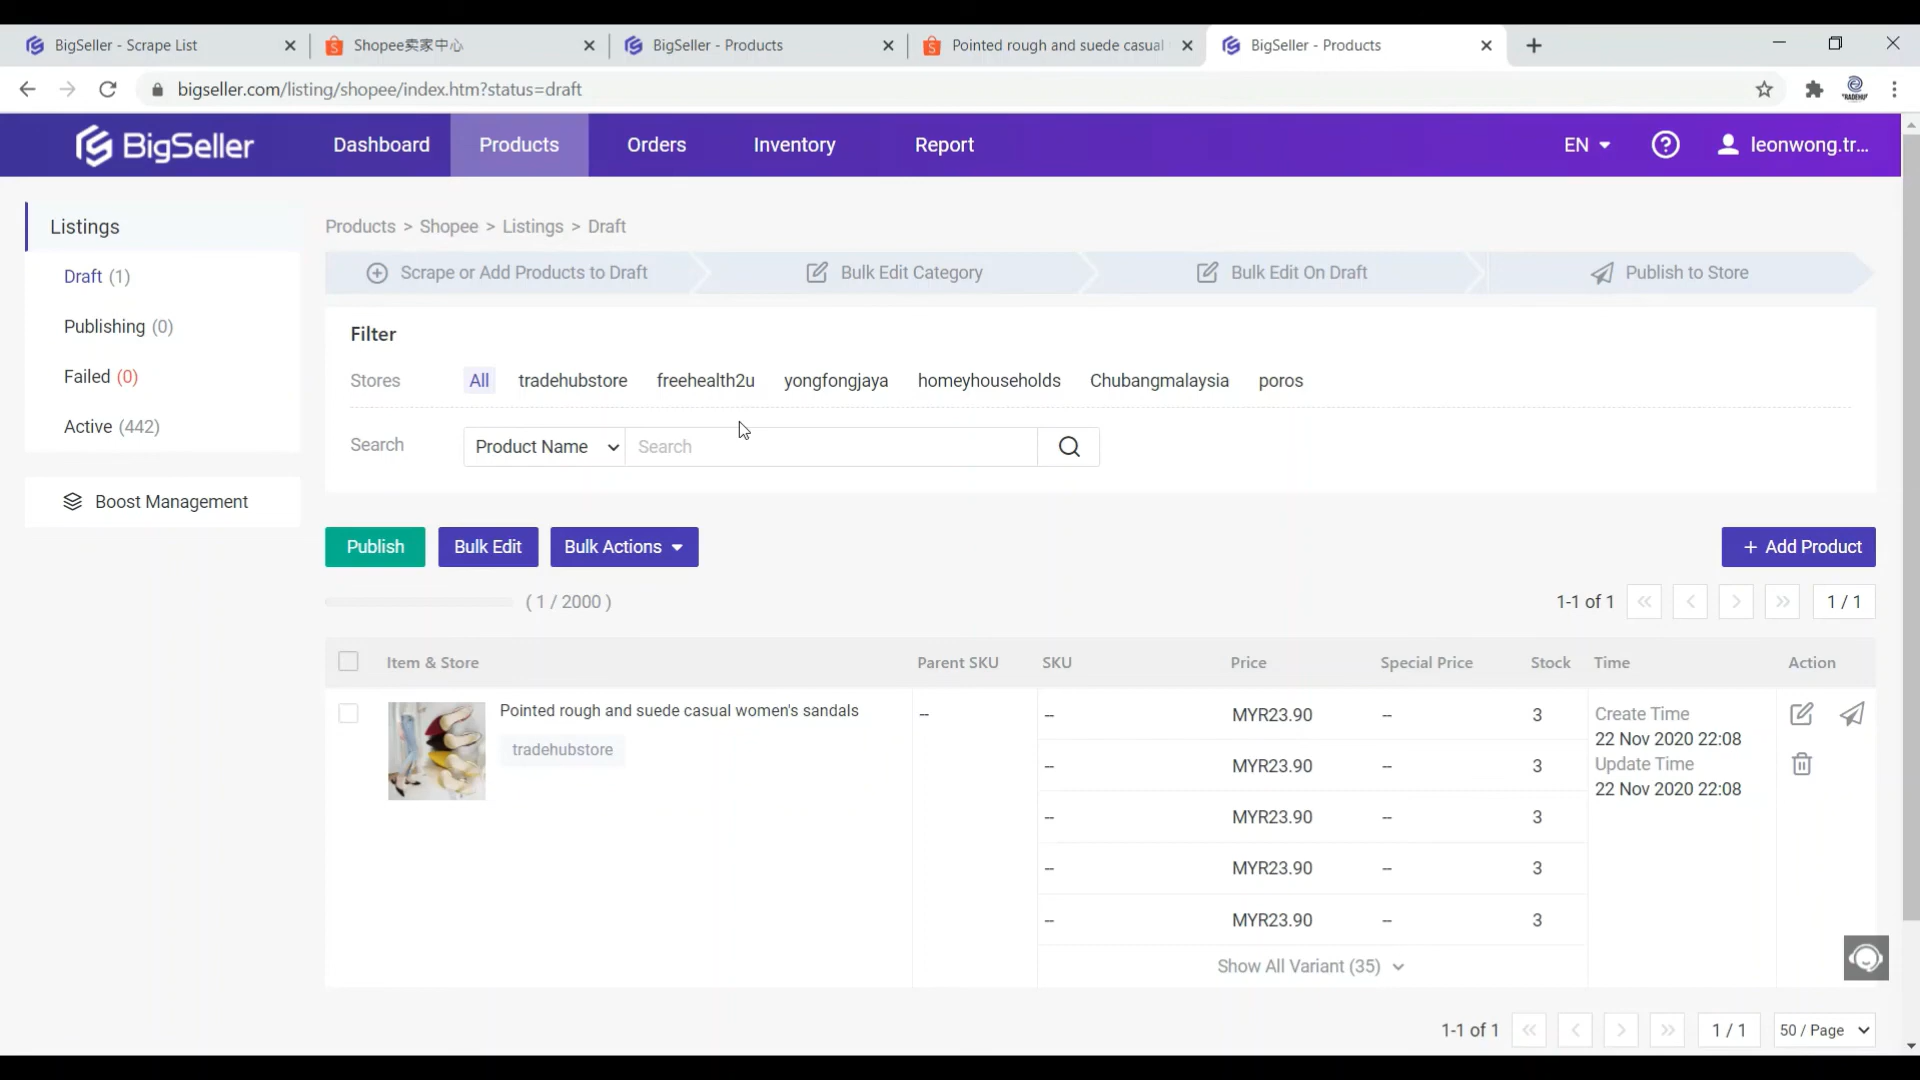 BigSeller - Scrape List
Shopee卖家中心
BigSeller - Products
Pointed rough and suede casual
BigSeller - Products
bigseller.com/listing/shopee/index.htm?status=draft
BigSeller
Dashboard
Products
Orders
Inventory
Report
EN
leonwong.tr...
Listings
Draft (1)
Publishing (0)
Failed (0)
Active (442)
Boost Management
Products > Shopee > Listings > Draft
Scrape or Add Products to Draft
Bulk Edit Category
Bulk Edit On Draft
Publish to Store
Filter
Stores All tradehubstore freehealth2u yongfongjaya homeyhouseholds Chubangmalaysia poros
Search Product Name Search
Publish
Bulk Edit
Bulk Actions
+ Add Product
( 1 / 2000 )
1-1 of 1
1 / 1
Item & Store Parent SKU SKU Price Special Price Stock Time Action
Pointed rough and suede casual women's sandals
tradehubstore
--
-- MYR23.90 -- 3
-- MYR23.90 -- 3
-- MYR23.90 -- 3
-- MYR23.90 -- 3
-- MYR23.90 -- 3
Show All Variant (35)
Create Time
22 Nov 2020 22:08
Update Time
22 Nov 2020 22:08
1-1 of 1
1 / 1
50 / Page